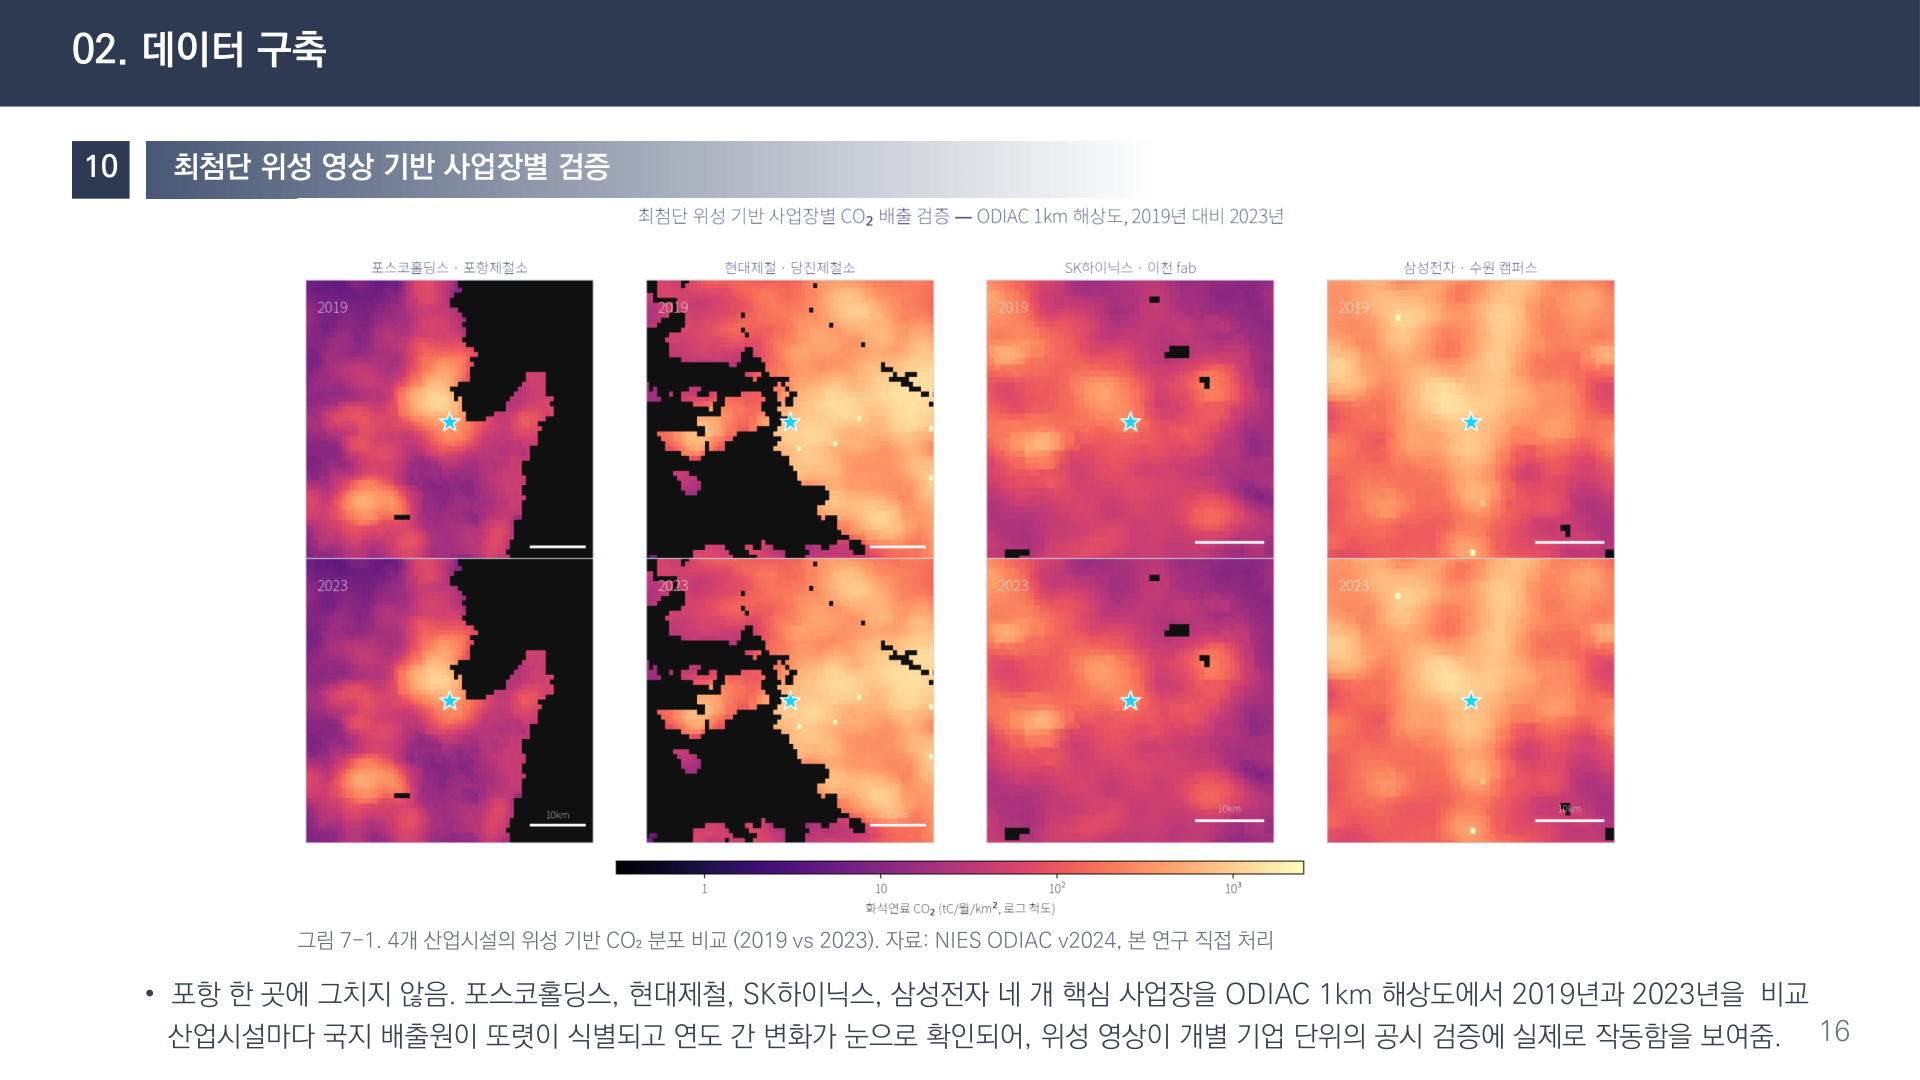 02. 데이터 구축
10
최첨단 위성 영상 기반 사업장별 검증
최첨단 위성 기반 사업장별 CO₂ 배출 검증 — ODIAC 1km 해상도, 2019년 대비 2023년
포스코홀딩스 · 포항제철소
현대제철 · 당진제철소
SK하이닉스 · 이천 fab
삼성전자 · 수원 캠퍼스
2019
2019
2019
2019
2023
2023
2023
2023
10km
10km
10km
10km
1
10
10²
10³
화석연료 CO₂ (tC/월/km², 로그 척도)
그림 7-1. 4개 산업시설의 위성 기반 CO₂ 분포 비교 (2019 vs 2023). 자료: NIES ODIAC v2024, 본 연구 직접 처리
• 포항 한 곳에 그치지 않음. 포스코홀딩스, 현대제철, SK하이닉스, 삼성전자 네 개 핵심 사업장을 ODIAC 1km 해상도에서 2019년과 2023년을 비교
산업시설마다 국지 배출원이 또렷이 식별되고 연도 간 변화가 눈으로 확인되어, 위성 영상이 개별 기업 단위의 공시 검증에 실제로 작동함을 보여줌.
16